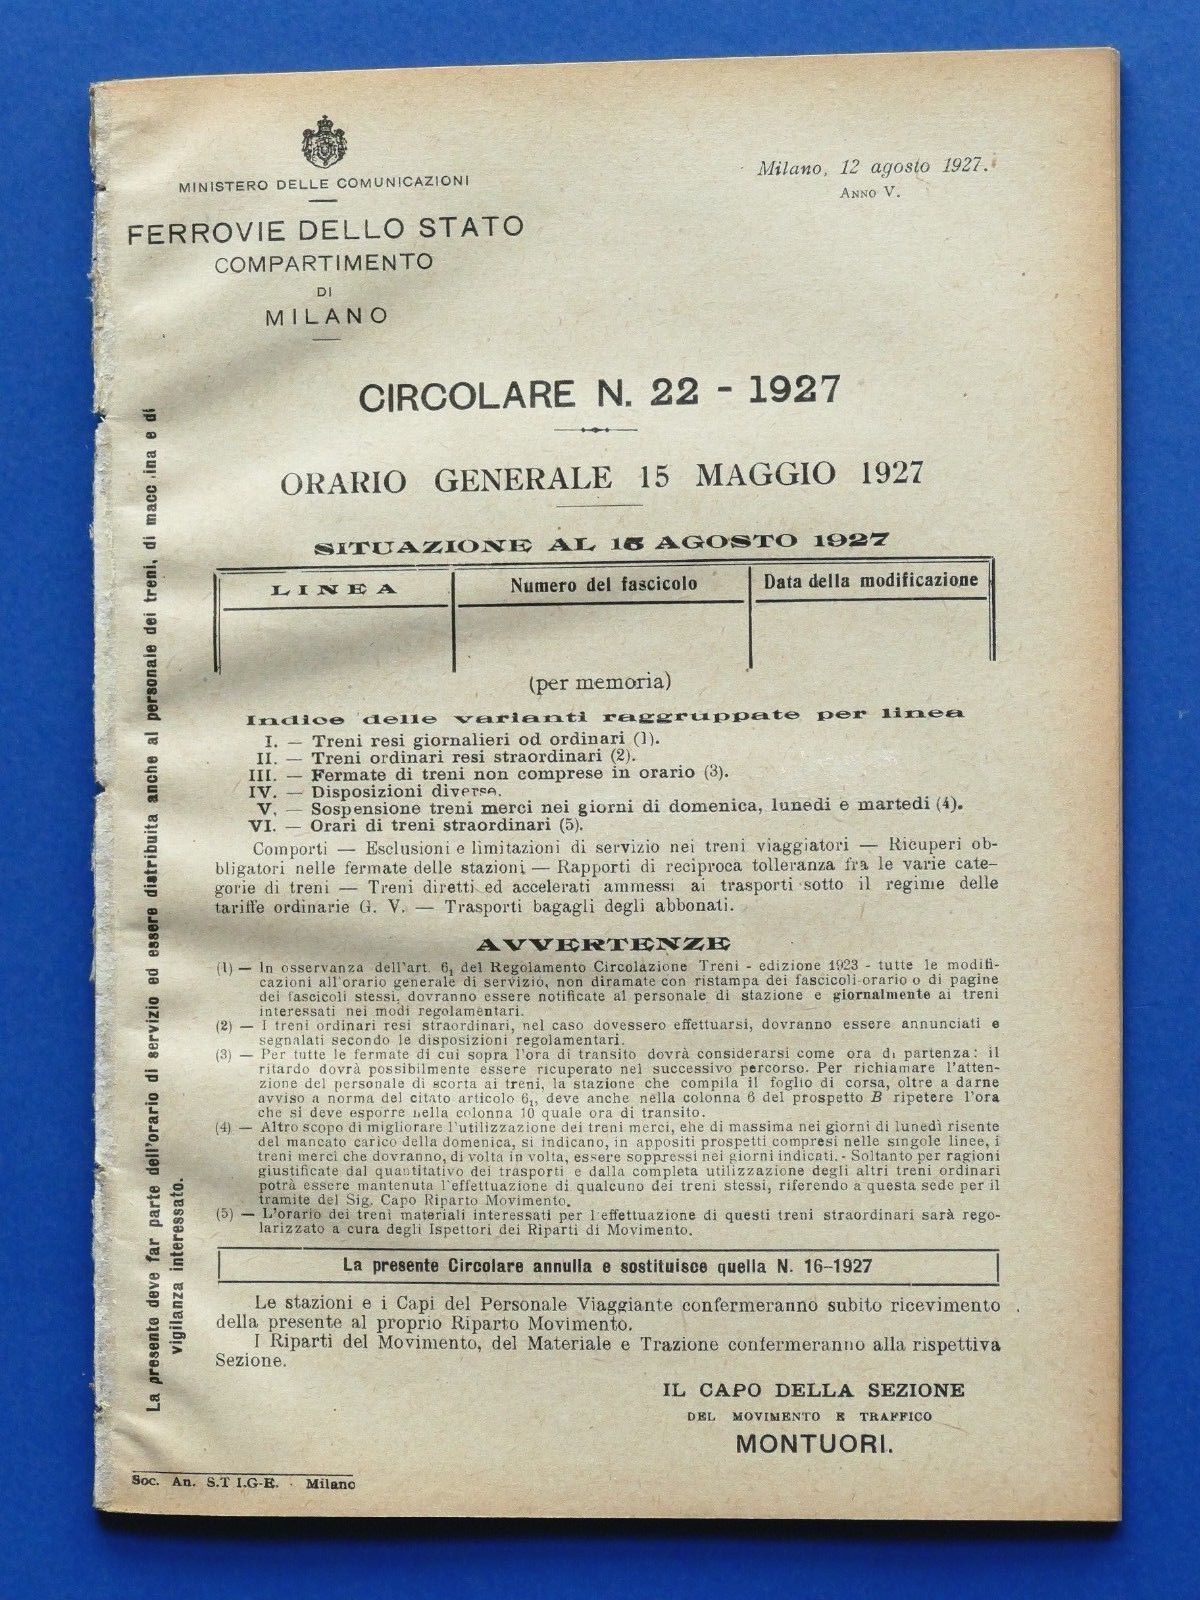 MINISTERO DELLE COMUNICAZIONI
FERROVIE DELLO STATO
COMPARTIMENTO
DI
MILANO
Milano, 12 agosto 1927.
ANNO V.
CIRCOLARE N. 22 - 1927
ORARIO GENERALE 15 MAGGIO 1927
SITUAZIONE AL 15 AGOSTO 1927
LINEA
Numero del fascicolo
Data della modificazione
(per memoria)
Indice delle varianti raggruppate per linea
I. — Treni resi giornalieri od ordinari (1).
II. — Treni ordinari resi straordinari (2).
III. — Fermate di treni non comprese in orario (3).
IV. — Disposizioni diverse.
V. — Sospensione treni merci nei giorni di domenica, lunedi e martedi (4).
VI. — Orari di treni straordinari (5).
Comporti — Esclusioni e limitazioni di servizio nei treni viaggiatori — Ricuperi ob-
bligatori nelle fermate delle stazioni — Rapporti di reciproca tolleranza fra le varie cate-
gorie di treni — Treni diretti ed accelerati ammessi ai trasporti sotto il regime delle
tariffe ordinarie G. V. — Trasporti bagagli degli abbonati.
AVVERTENZE
(1) — In osservanza dell'art. 6, del Regolamento Circolazione Treni - edizione 1923 - tutte le modifi-
cazioni all'orario generale di servizio, non diramate con ristampa dei fascicoli-orario o di pagine
dei fascicoli stessi, dovranno essere notificate al personale di stazione e giornalmente ai treni
interessati nei modi regolamentari.
(2) — I treni ordinari resi straordinari, nel caso dovessero effettuarsi, dovranno essere annunciati e
segnalati secondo le disposizioni regolamentari.
(3) — Per tutte le fermate di cui sopra l'ora di transito dovrà considerarsi come ora di partenza: il
ritardo dovrà possibilmente essere ricuperato nel successivo percorso. Per richiamare l'atten-
zione del personale di scorta ai treni, la stazione che compila il foglio di corsa, oltre a darne
avviso a norma del citato articolo 6₁, deve anche nella colonna 6 del prospetto B ripetere l'ora
che si deve esporre nella colonna 10 quale ora di transito.
(4) — Altro scopo di migliorare l'utilizzazione dei treni merci, ehe di massima nei giorni di lunedì risente
del mancato carico della domenica, si indicano, in appositi prospetti compresi nelle singole linee, i
treni merci che dovranno, di volta in volta, essere soppressi nei giorni indicati. - Soltanto per ragioni
giustificate dal quantitativo dei trasporti e dalla completa utilizzazione degli altri treni ordinari
potrà essere mantenuta l'effettuazione di qualcuno dei treni stessi, riferendo a questa sede per il
tramite del Sig. Capo Riparto Movimento.
(5) — L'orario dei treni materiali interessati per l'effettuazione di questi treni straordinari sarà rego-
larizzato a cura degli Ispettori dei Riparti di Movimento.
La presente Circolare annulla e sostituisce quella N. 16-1927
Le stazioni e i Capi del Personale Viaggiante confermeranno subito ricevimento
della presente al proprio Riparto Movimento.
I Riparti del Movimento, del Materiale e Trazione confermeranno alla rispettiva
Sezione.
IL CAPO DELLA SEZIONE
DEL MOVIMENTO E TRAFFICO
MONTUORI.
Soc. An. S.T I.G-E. - Milano
La presente deve far parte dell'orario di servizio ed essere distribuita anche al personale dei treni, di macc ina e di
vigilanza interessato.